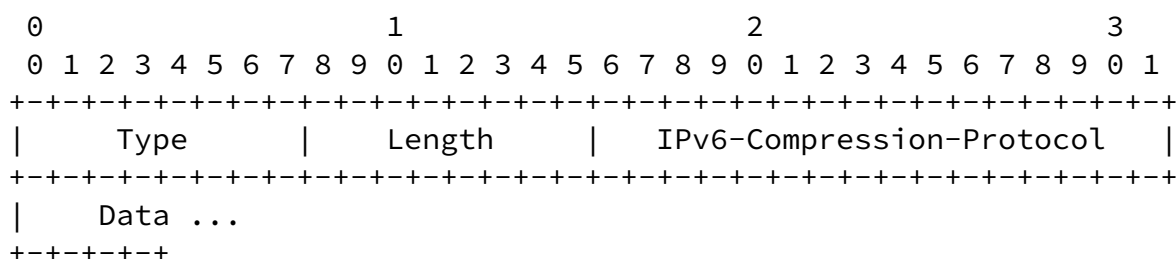 0                   1                   2                   3
 0 1 2 3 4 5 6 7 8 9 0 1 2 3 4 5 6 7 8 9 0 1 2 3 4 5 6 7 8 9 0 1
+-+-+-+-+-+-+-+-+-+-+-+-+-+-+-+-+-+-+-+-+-+-+-+-+-+-+-+-+-+-+-+-+
|     Type      |    Length     |   IPv6-Compression-Protocol   |
+-+-+-+-+-+-+-+-+-+-+-+-+-+-+-+-+-+-+-+-+-+-+-+-+-+-+-+-+-+-+-+-+
|    Data ...
+-+-+-+-+